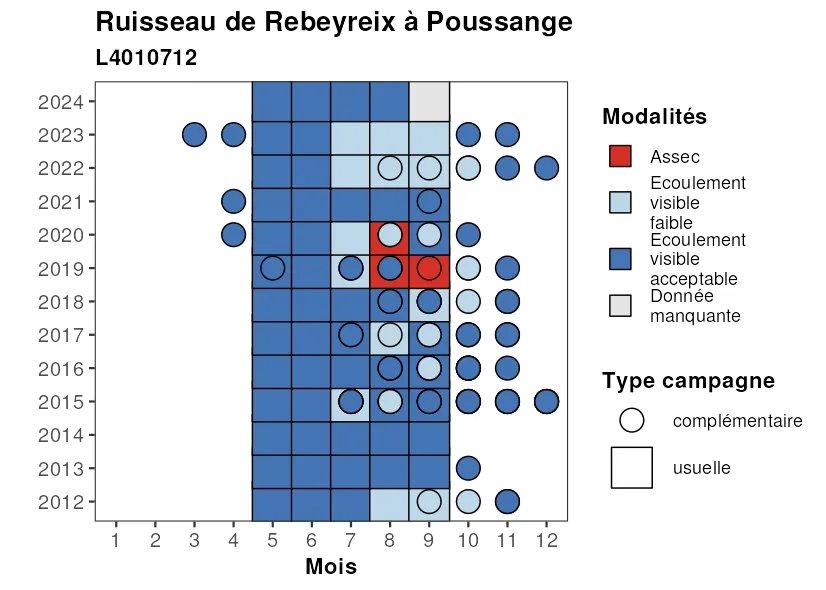 Ruisseau de Rebeyreix à Poussange
L4010712
2024
2023
2022
2021
2020
2019
2018
2017
2016
2015
2014
2013
2012
1 2 3 4 5 6 7 8 9 10 11 12
Mois
Modalités
Assec
Ecoulement
visible
faible
Ecoulement
visible
acceptable
Donnée
manquante
Type campagne
complémentaire
usuelle